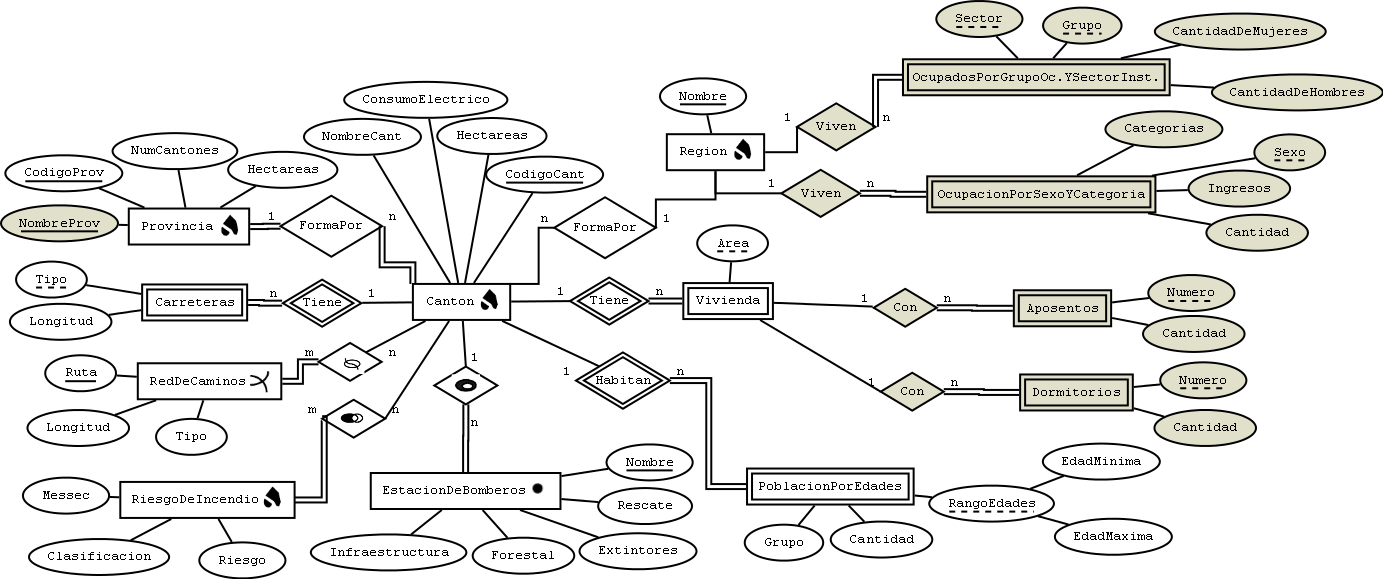 Sector
Grupo
CantidadDeMujeres
OcupadosPorGrupoOc.YSectorInst.
CantidadDeHombres
ConsumoElectrico
Nombre
1
Viven
n
NombreCant
Hectareas
Categorias
NumCantones
Region
Sexo
CodigoProv
Hectareas
CodigoCant
1
Viven
n
OcupacionPorSexoYCategoria
Ingresos
NombreProv
Provincia
1
FormaPor
n
n
FormaPor
1
Cantidad
Area
Tipo
Carreteras
n
Tiene
1
Canton
1
Tiene
n
Vivienda
1
Con
n
Aposentos
Numero
Longitud
Cantidad
m
n
1
Ruta
RedDeCaminos
1
Habitan
n
1
Con
n
Dormitorios
Numero
Longitud
Tipo
m
n
n
Cantidad
Messec
RiesgoDeIncendio
EstacionDeBomberos
Nombre
Rescate
PoblacionPorEdades
RangoEdades
EdadMinima
Clasificacion
Riesgo
Infraestructura
Forestal
Extintores
Grupo
Cantidad
EdadMaxima